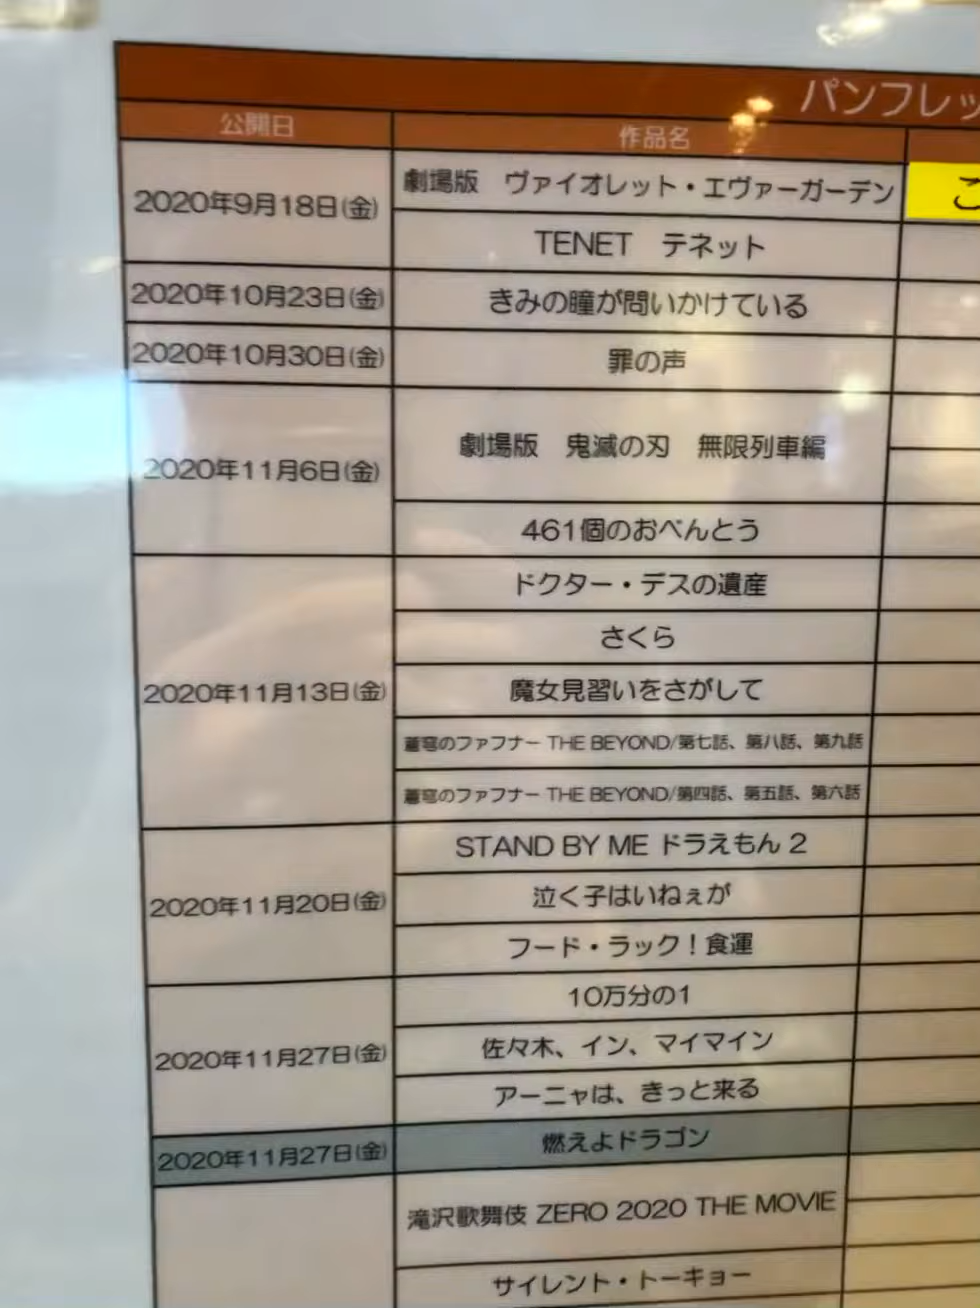 パンフレッ
公開日 作品名
2020年9月18日(金) 劇場版 ヴァイオレット・エヴァーガーデン こ
TENET テネット
2020年10月23日(金) きみの瞳が問いかけている
2020年10月30日(金) 罪の声
2020年11月6日(金) 劇場版 鬼滅の刃 無限列車編
461個のおべんとう
2020年11月13日(金) ドクター・デスの遺産
さくら
魔女見習いをさがして
蒼穹のファフナー THE BEYOND/第七話、第八話、第九話
蒼穹のファフナー THE BEYOND/第四話、第五話、第六話
2020年11月20日(金) STAND BY ME ドラえもん 2
泣く子はいねぇが
フード・ラック！食運
2020年11月27日(金) 10万分の1
佐々木、イン、マイマイン
アーニャは、きっと来る
2020年11月27日(金) 燃えよドラゴン
滝沢歌舞伎 ZERO 2020 THE MOVIE
サイレント・トーキョー